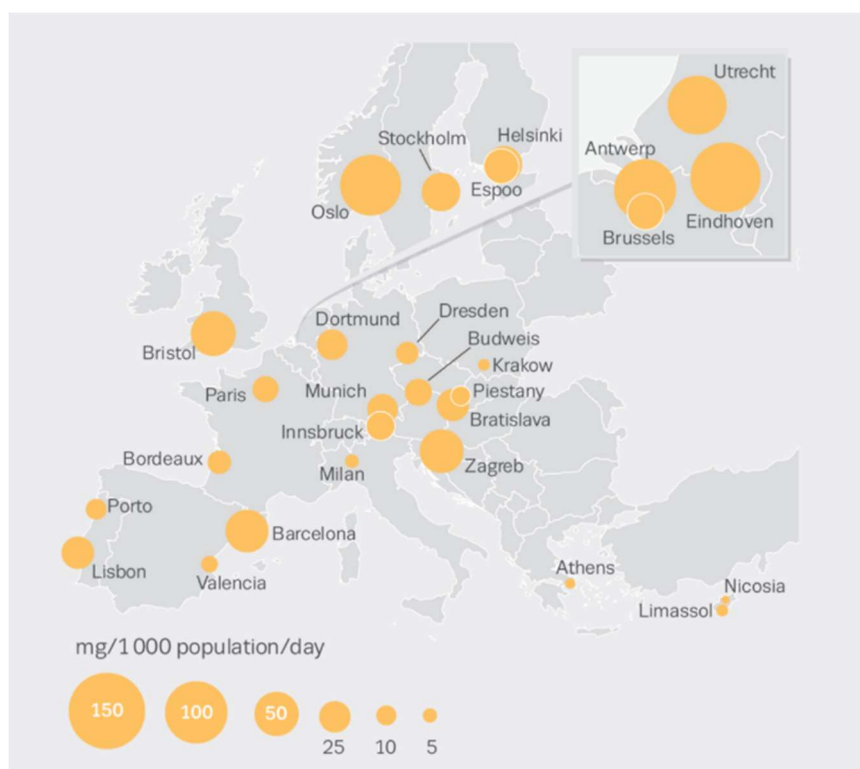 Utrecht
Stockholm
Helsinki
Antwerp
Espoo
Oslo
Eindhoven
Brussels
Dortmund
Dresden
Budweis
Bristol
Krakow
Paris
Munich
Piestany
Bratislava
Innsbruck
Bordeaux
Milan
Zagreb
Porto
Barcelona
Lisbon
Valencia
Athens
Nicosia
Limassol
mg/1 000 population/day
150
100
50
25
10
5